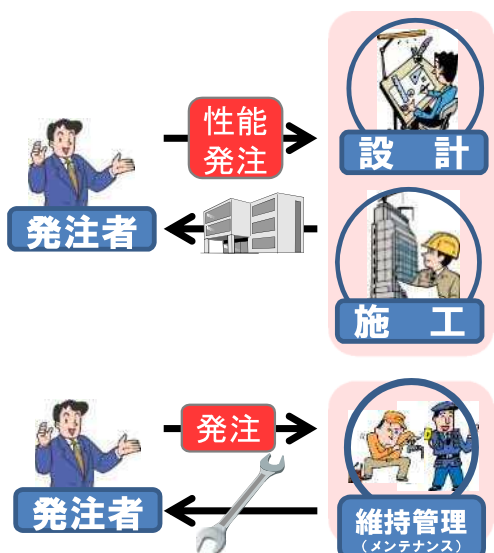 性能
発注
設 計
発注者
施 工
発注
発注者
維持管理
(メンテナンス)